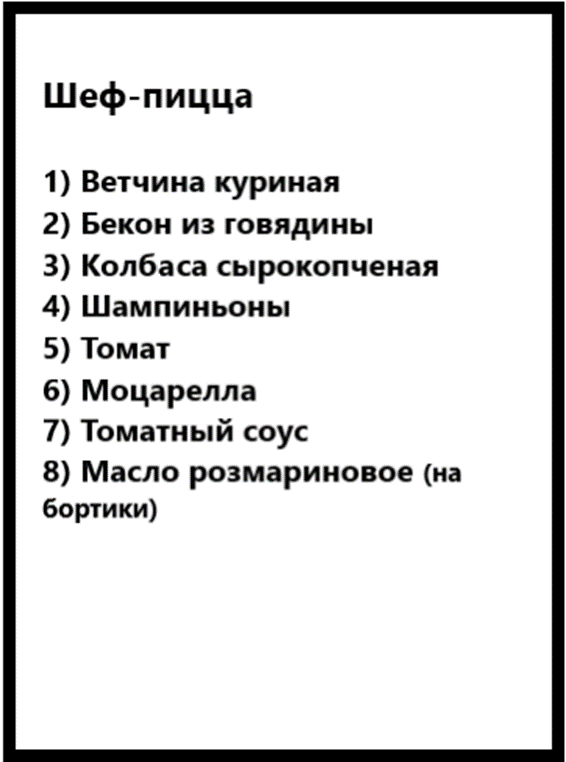 Шеф-пицца
1) Ветчина куриная
2) Бекон из говядины
3) Колбаса сырокопченая
4) Шампиньоны
5) Томат
6) Моцарелла
7) Томатный соус
8) Масло розмариновое (на
бортики)